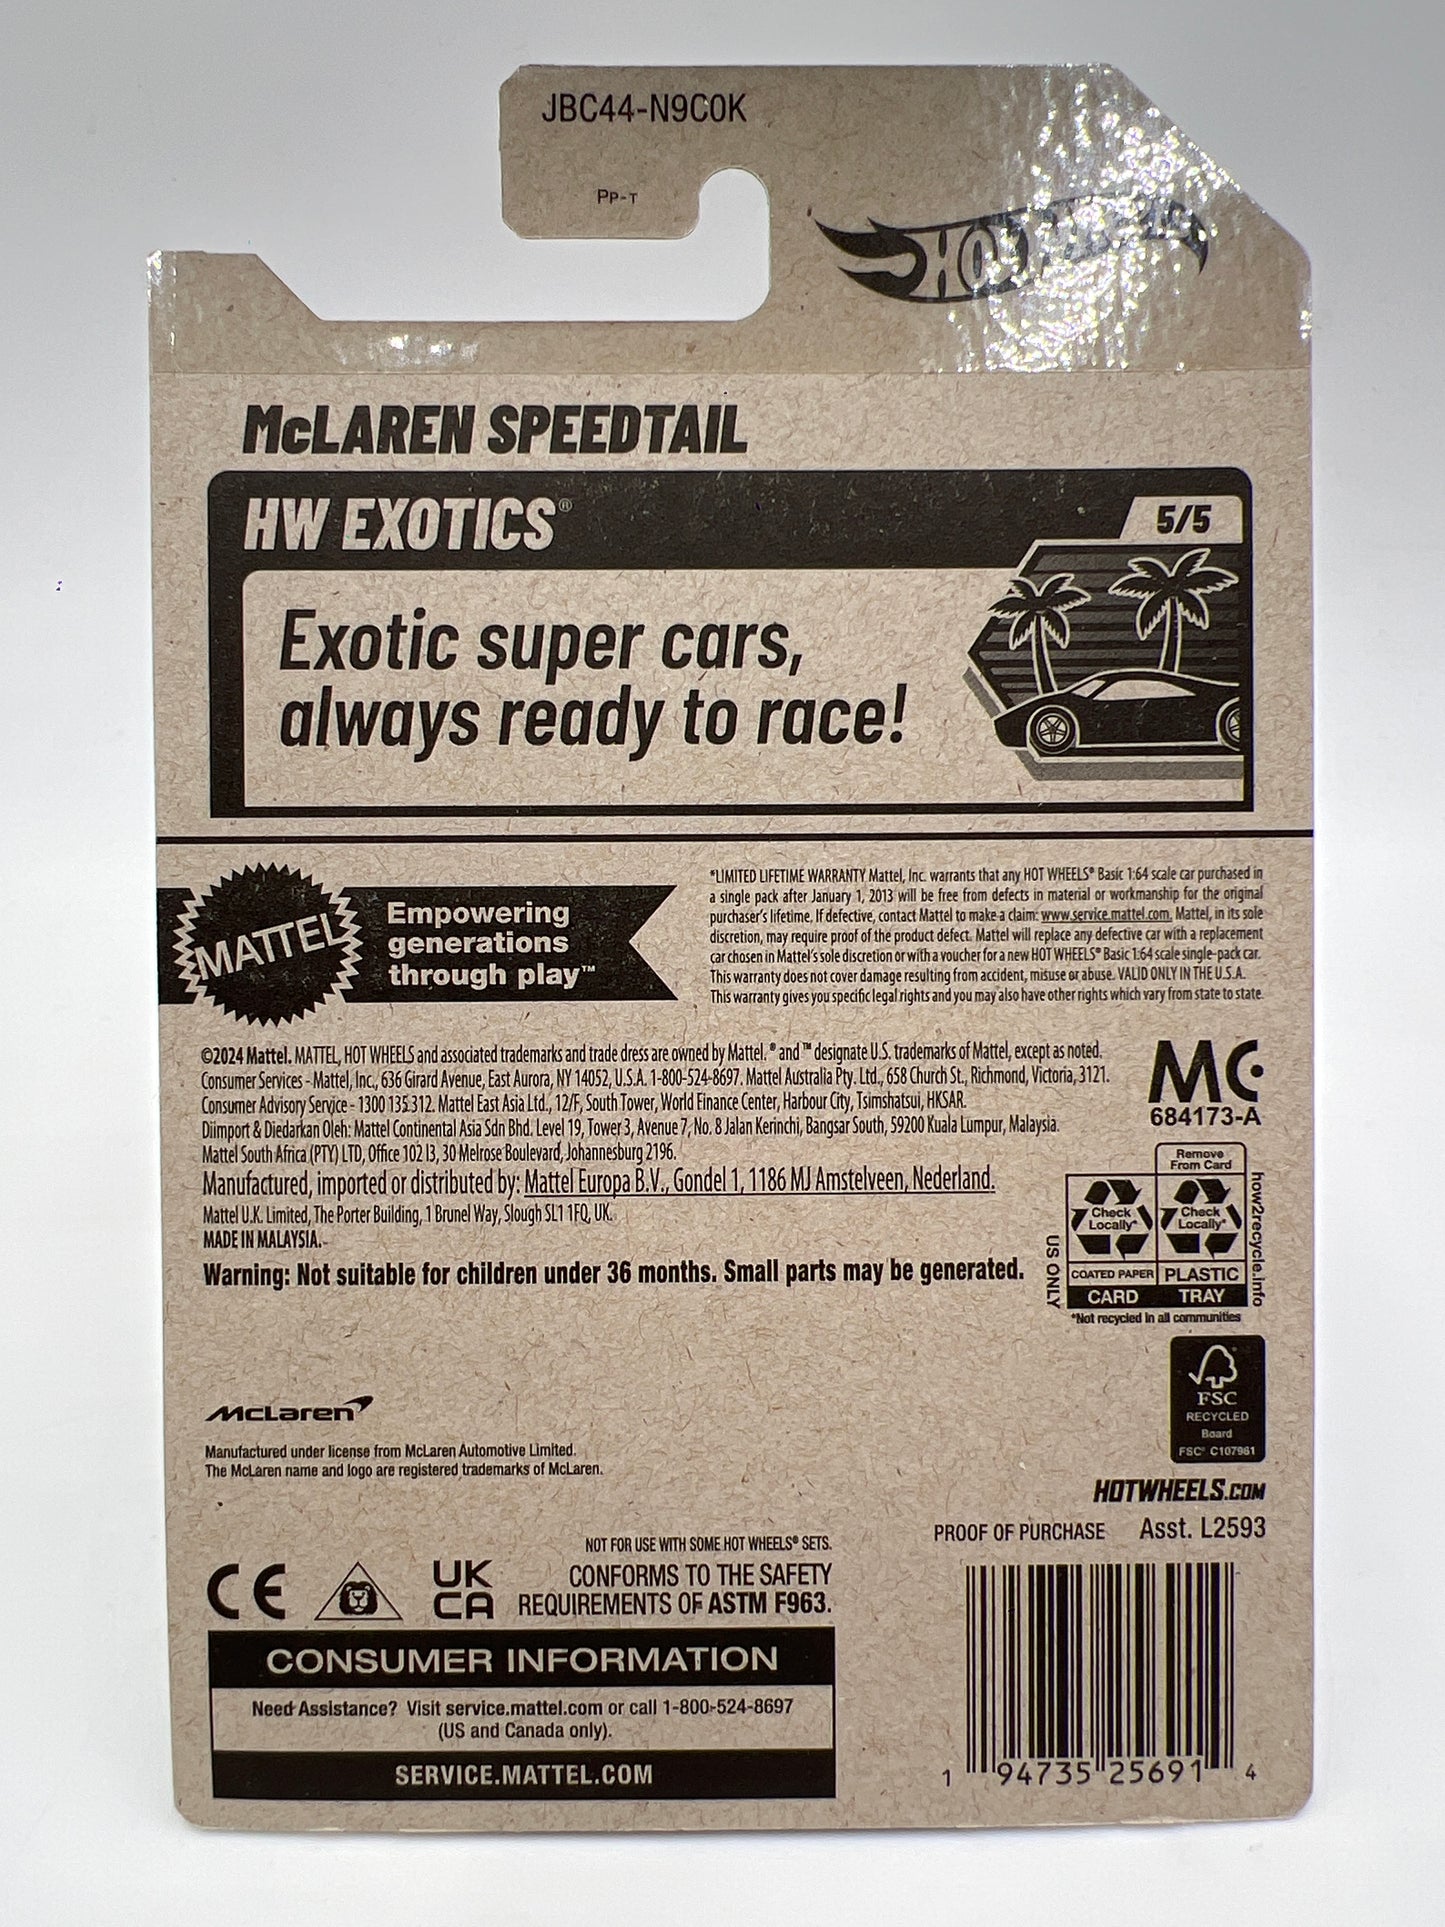 JBC44-N9C0K
PP-T
HOT WHEELS
McLAREN SPEEDTAIL
HW EXOTICS®
5/5
Exotic super cars,
always ready to race!
MATTEL
Empowering
generations
through play™
*LIMITED LIFETIME WARRANTY Mattel, Inc. warrants that any HOT WHEELS® Basic 1:64 scale car purchased in
a single pack after January 1, 2013 will be free from defects in material or workmanship for the original
purchaser's lifetime. If defective, contact Mattel to make a claim: www.service.mattel.com. Mattel, in its sole
discretion, may require proof of the product defect. Mattel will replace any defective car with a replacement
car chosen in Mattel's sole discretion or with a voucher for a new HOT WHEELS® Basic 1:64 scale single-pack car.
This warranty does not cover damage resulting from accident, misuse or abuse. VALID ONLY IN THE U.S.A.
This warranty gives you specific legal rights and you may also have other rights which vary from state to state.
©2024 Mattel. MATTEL, HOT WHEELS and associated trademarks and trade dress are owned by Mattel. ® and ™ designate U.S. trademarks of Mattel, except as noted.
Consumer Services - Mattel, Inc., 636 Girard Avenue, East Aurora, NY 14052, U.S.A. 1-800-524-8697. Mattel Australia Pty. Ltd., 658 Church St., Richmond, Victoria, 3121.
Consumer Advisory Service - 1300 135 312. Mattel East Asia Ltd., 12/F, South Tower, World Finance Center, Harbour City, Tsimshatsui, HKSAR.
Diimport & Diedarkan Oleh: Mattel Continental Asia Sdn Bhd. Level 19, Tower 3, Avenue 7, No. 8 Jalan Kerinchi, Bangsar South, 59200 Kuala Lumpur, Malaysia.
Mattel South Africa (PTY) LTD, Office 102 I3, 30 Melrose Boulevard, Johannesburg 2196.
Manufactured, imported or distributed by: Mattel Europa B.V., Gondel 1, 1186 MJ Amstelveen, Nederland.
Mattel U.K. Limited, The Porter Building, 1 Brunel Way, Slough SL1 1FQ, UK.
MADE IN MALAYSIA.
Warning: Not suitable for children under 36 months. Small parts may be generated.
MC
684173-A
Remove
From Card
Check
Locally*
Check
Locally*
US ONLY
how2recycle.info
COATED PAPER
PLASTIC
CARD
TRAY
*Not recycled in all communities
FSC
RECYCLED
Board
FSC® C107961
McLaren
Manufactured under license from McLaren Automotive Limited.
The McLaren name and logo are registered trademarks of McLaren.
HOTWHEELS.COM
PROOF OF PURCHASE
Asst. L2593
NOT FOR USE WITH SOME HOT WHEELS® SETS.
CE
UK
CA
CONFORMS TO THE SAFETY
REQUIREMENTS OF ASTM F963.
CONSUMER INFORMATION
Need Assistance? Visit service.mattel.com or call 1-800-524-8697
(US and Canada only).
SERVICE.MATTEL.COM
1 94735 25691 4